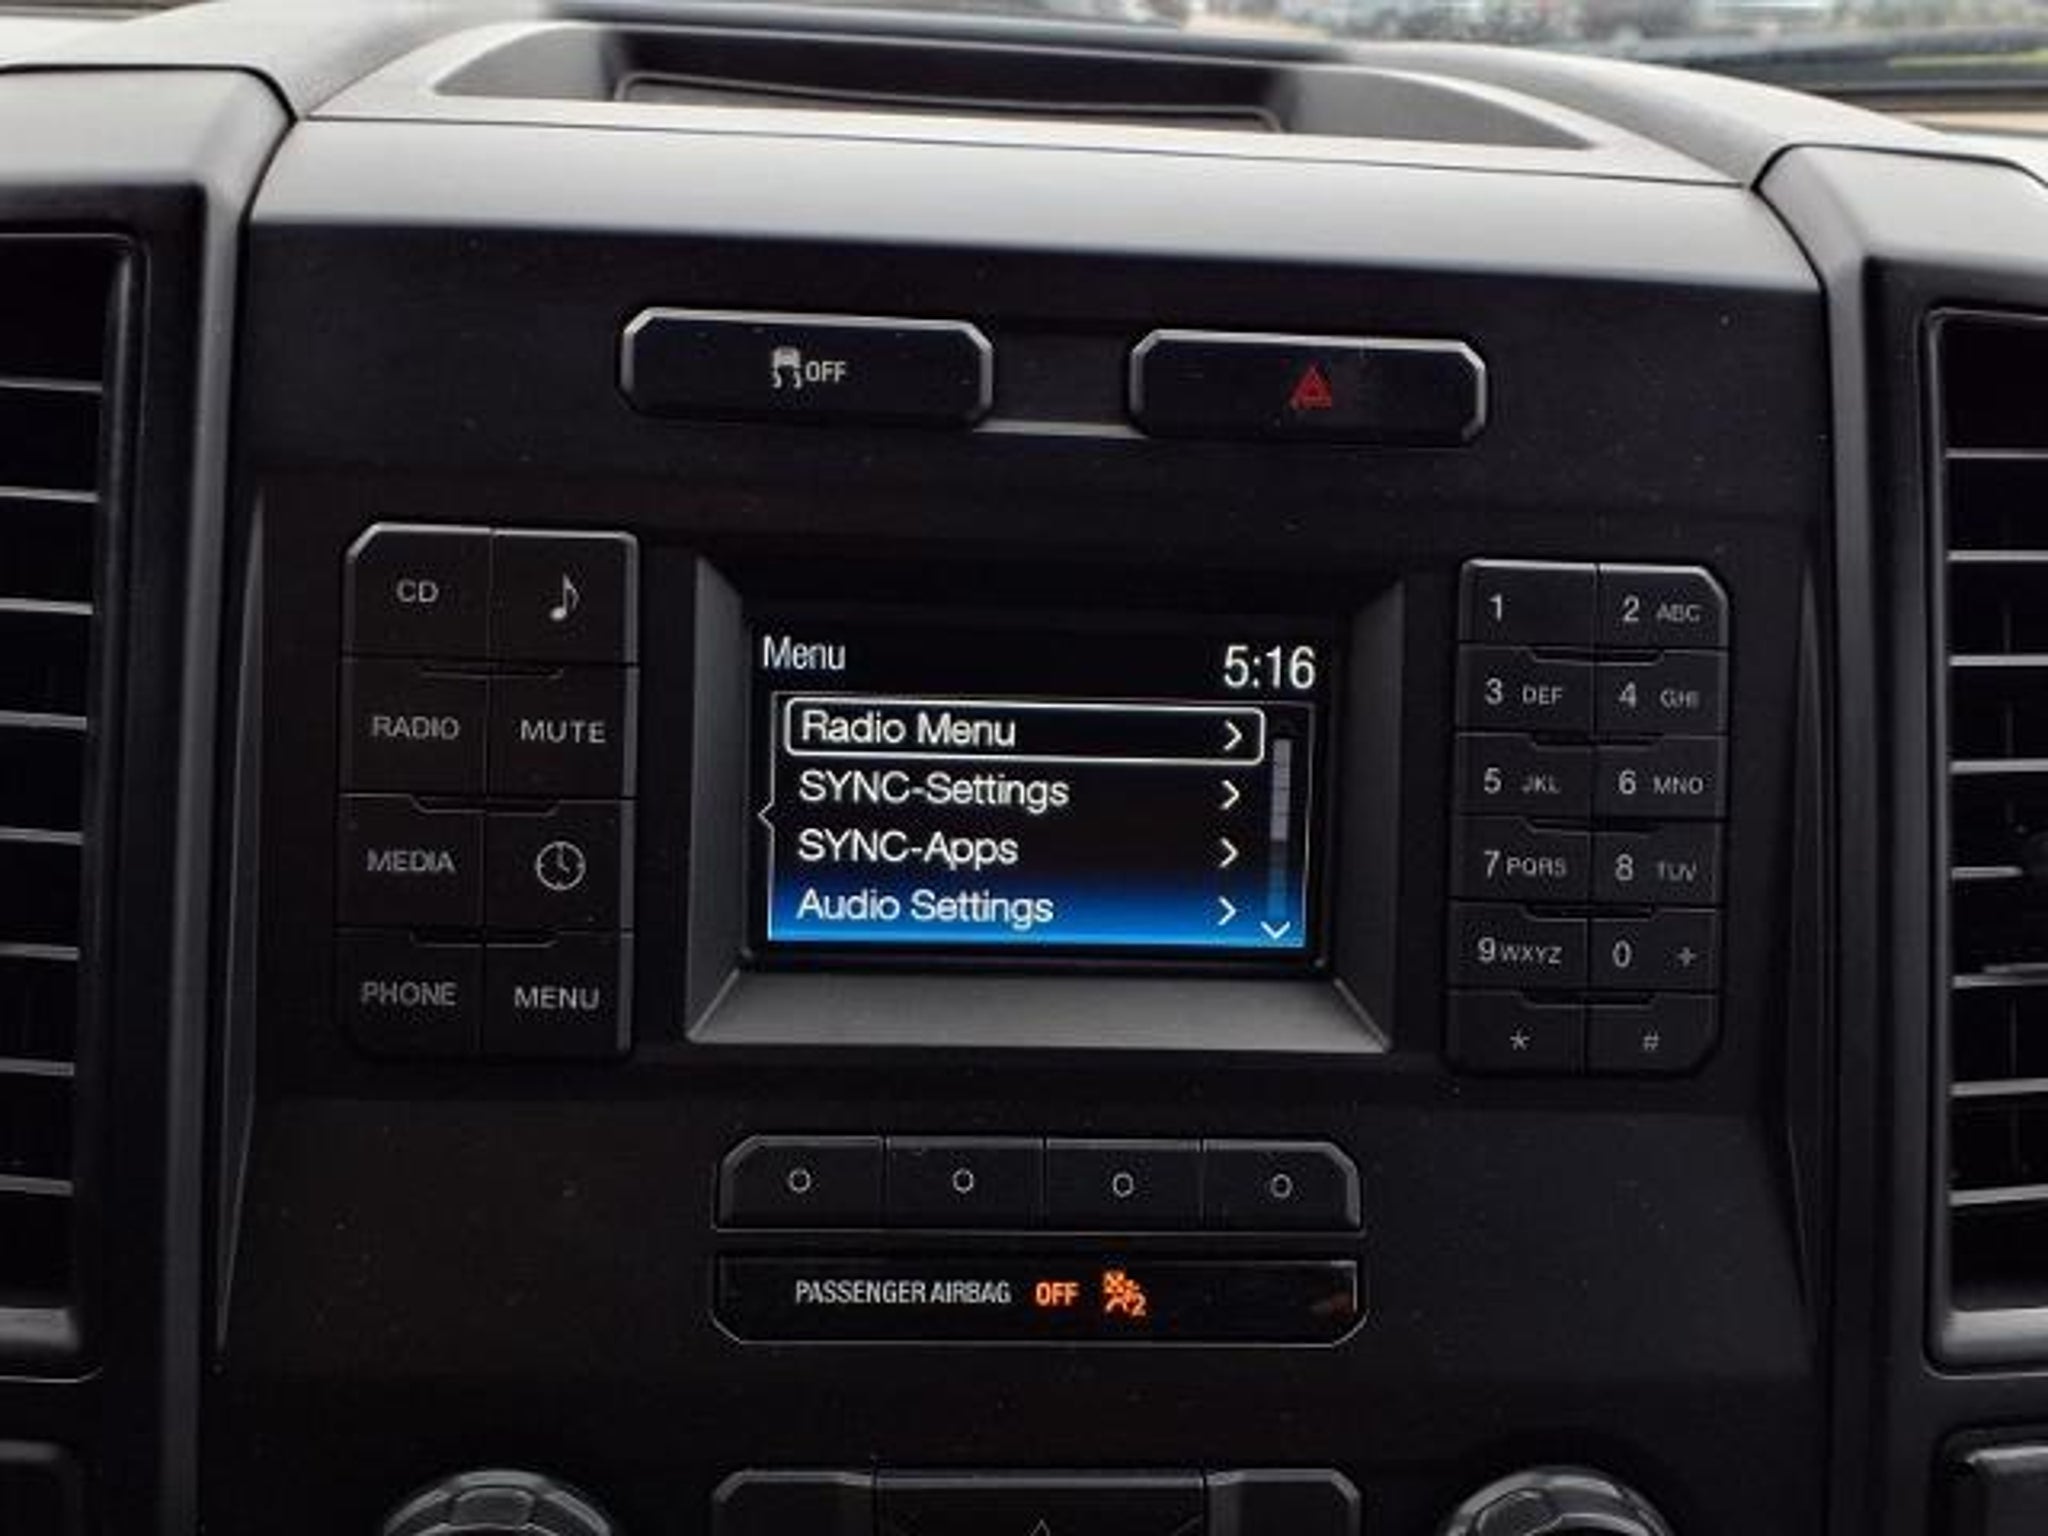 OFF
CD
RADIO MUTE
MEDIA
PHONE MENU
Menu 5:16
Radio Menu
SYNC-Settings
SYNC-Apps
Audio Settings
1 2 ABC
3 DEF 4 GHI
5 JKL 6 MNO
7 PQRS 8 TUV
9 WXYZ 0 +
* #
PASSENGER AIRBAG OFF 2